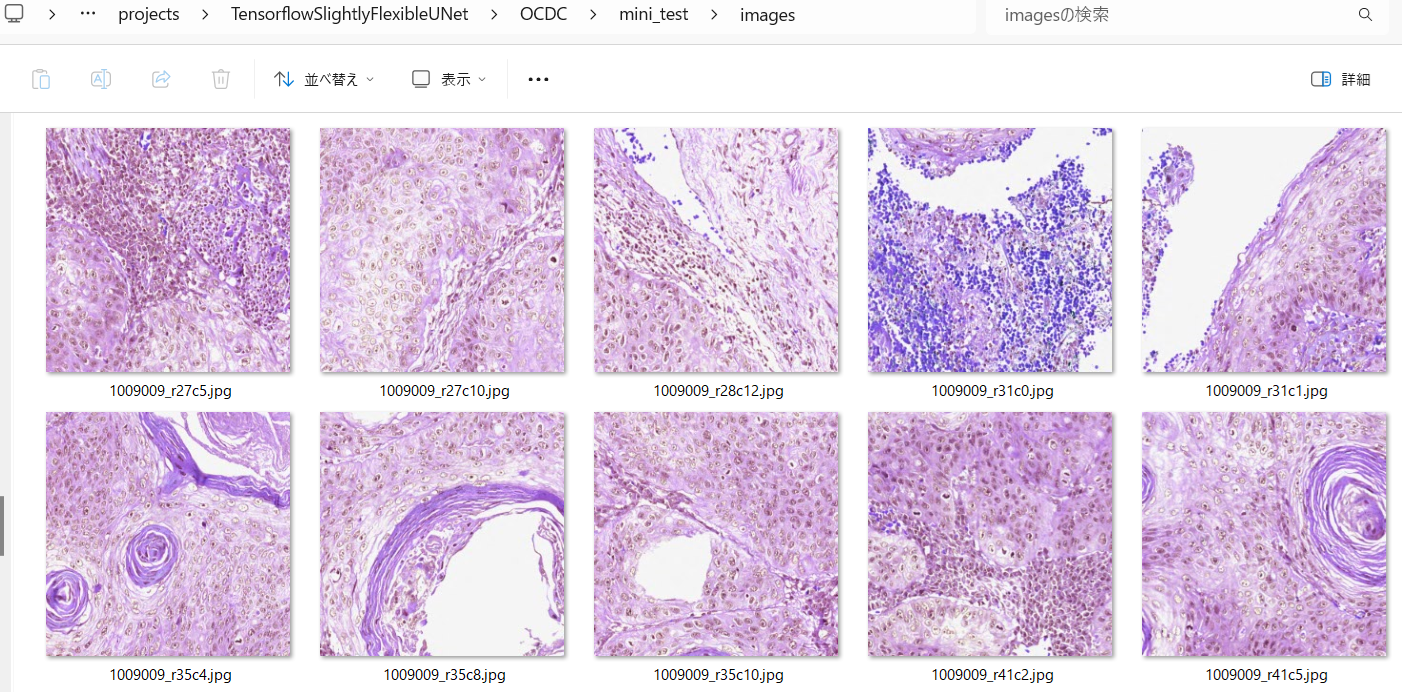 projects TensorflowSlightlyFlexibleUNet OCDC mini_test images imagesの検索
並べ替え 表示 詳細
1009009_r27c5.jpg 1009009_r27c10.jpg 1009009_r28c12.jpg 1009009_r31c0.jpg 1009009_r31c1.jpg
1009009_r35c4.jpg 1009009_r35c8.jpg 1009009_r35c10.jpg 1009009_r41c2.jpg 1009009_r41c5.jpg